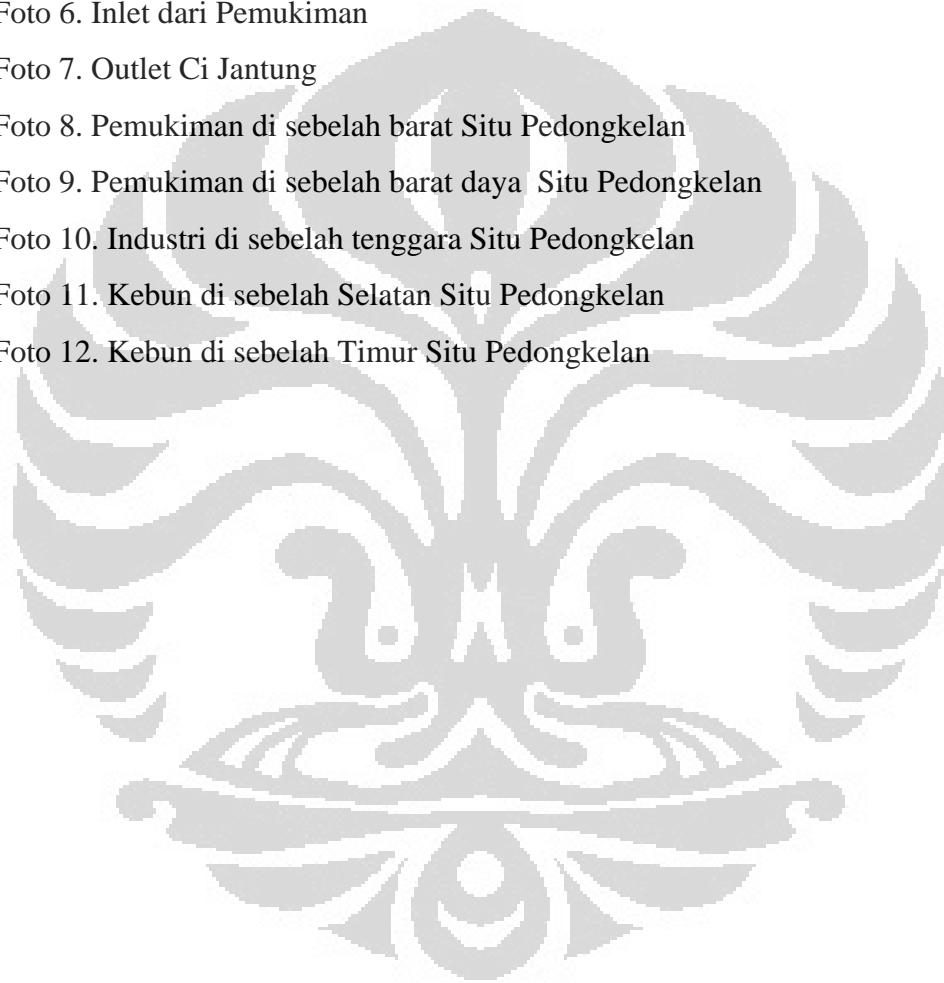 Foto 6. Inlet dari Pemukiman
Foto 7. Outlet Ci Jantung
Foto 8. Pemukiman di sebelah barat Situ Pedongkelan
Foto 9. Pemukiman di sebelah barat daya  Situ Pedongkelan
Foto 10. Industri di sebelah tenggara Situ Pedongkelan
Foto 11. Kebun di sebelah Selatan Situ Pedongkelan
Foto 12. Kebun di sebelah Timur Situ Pedongkelan